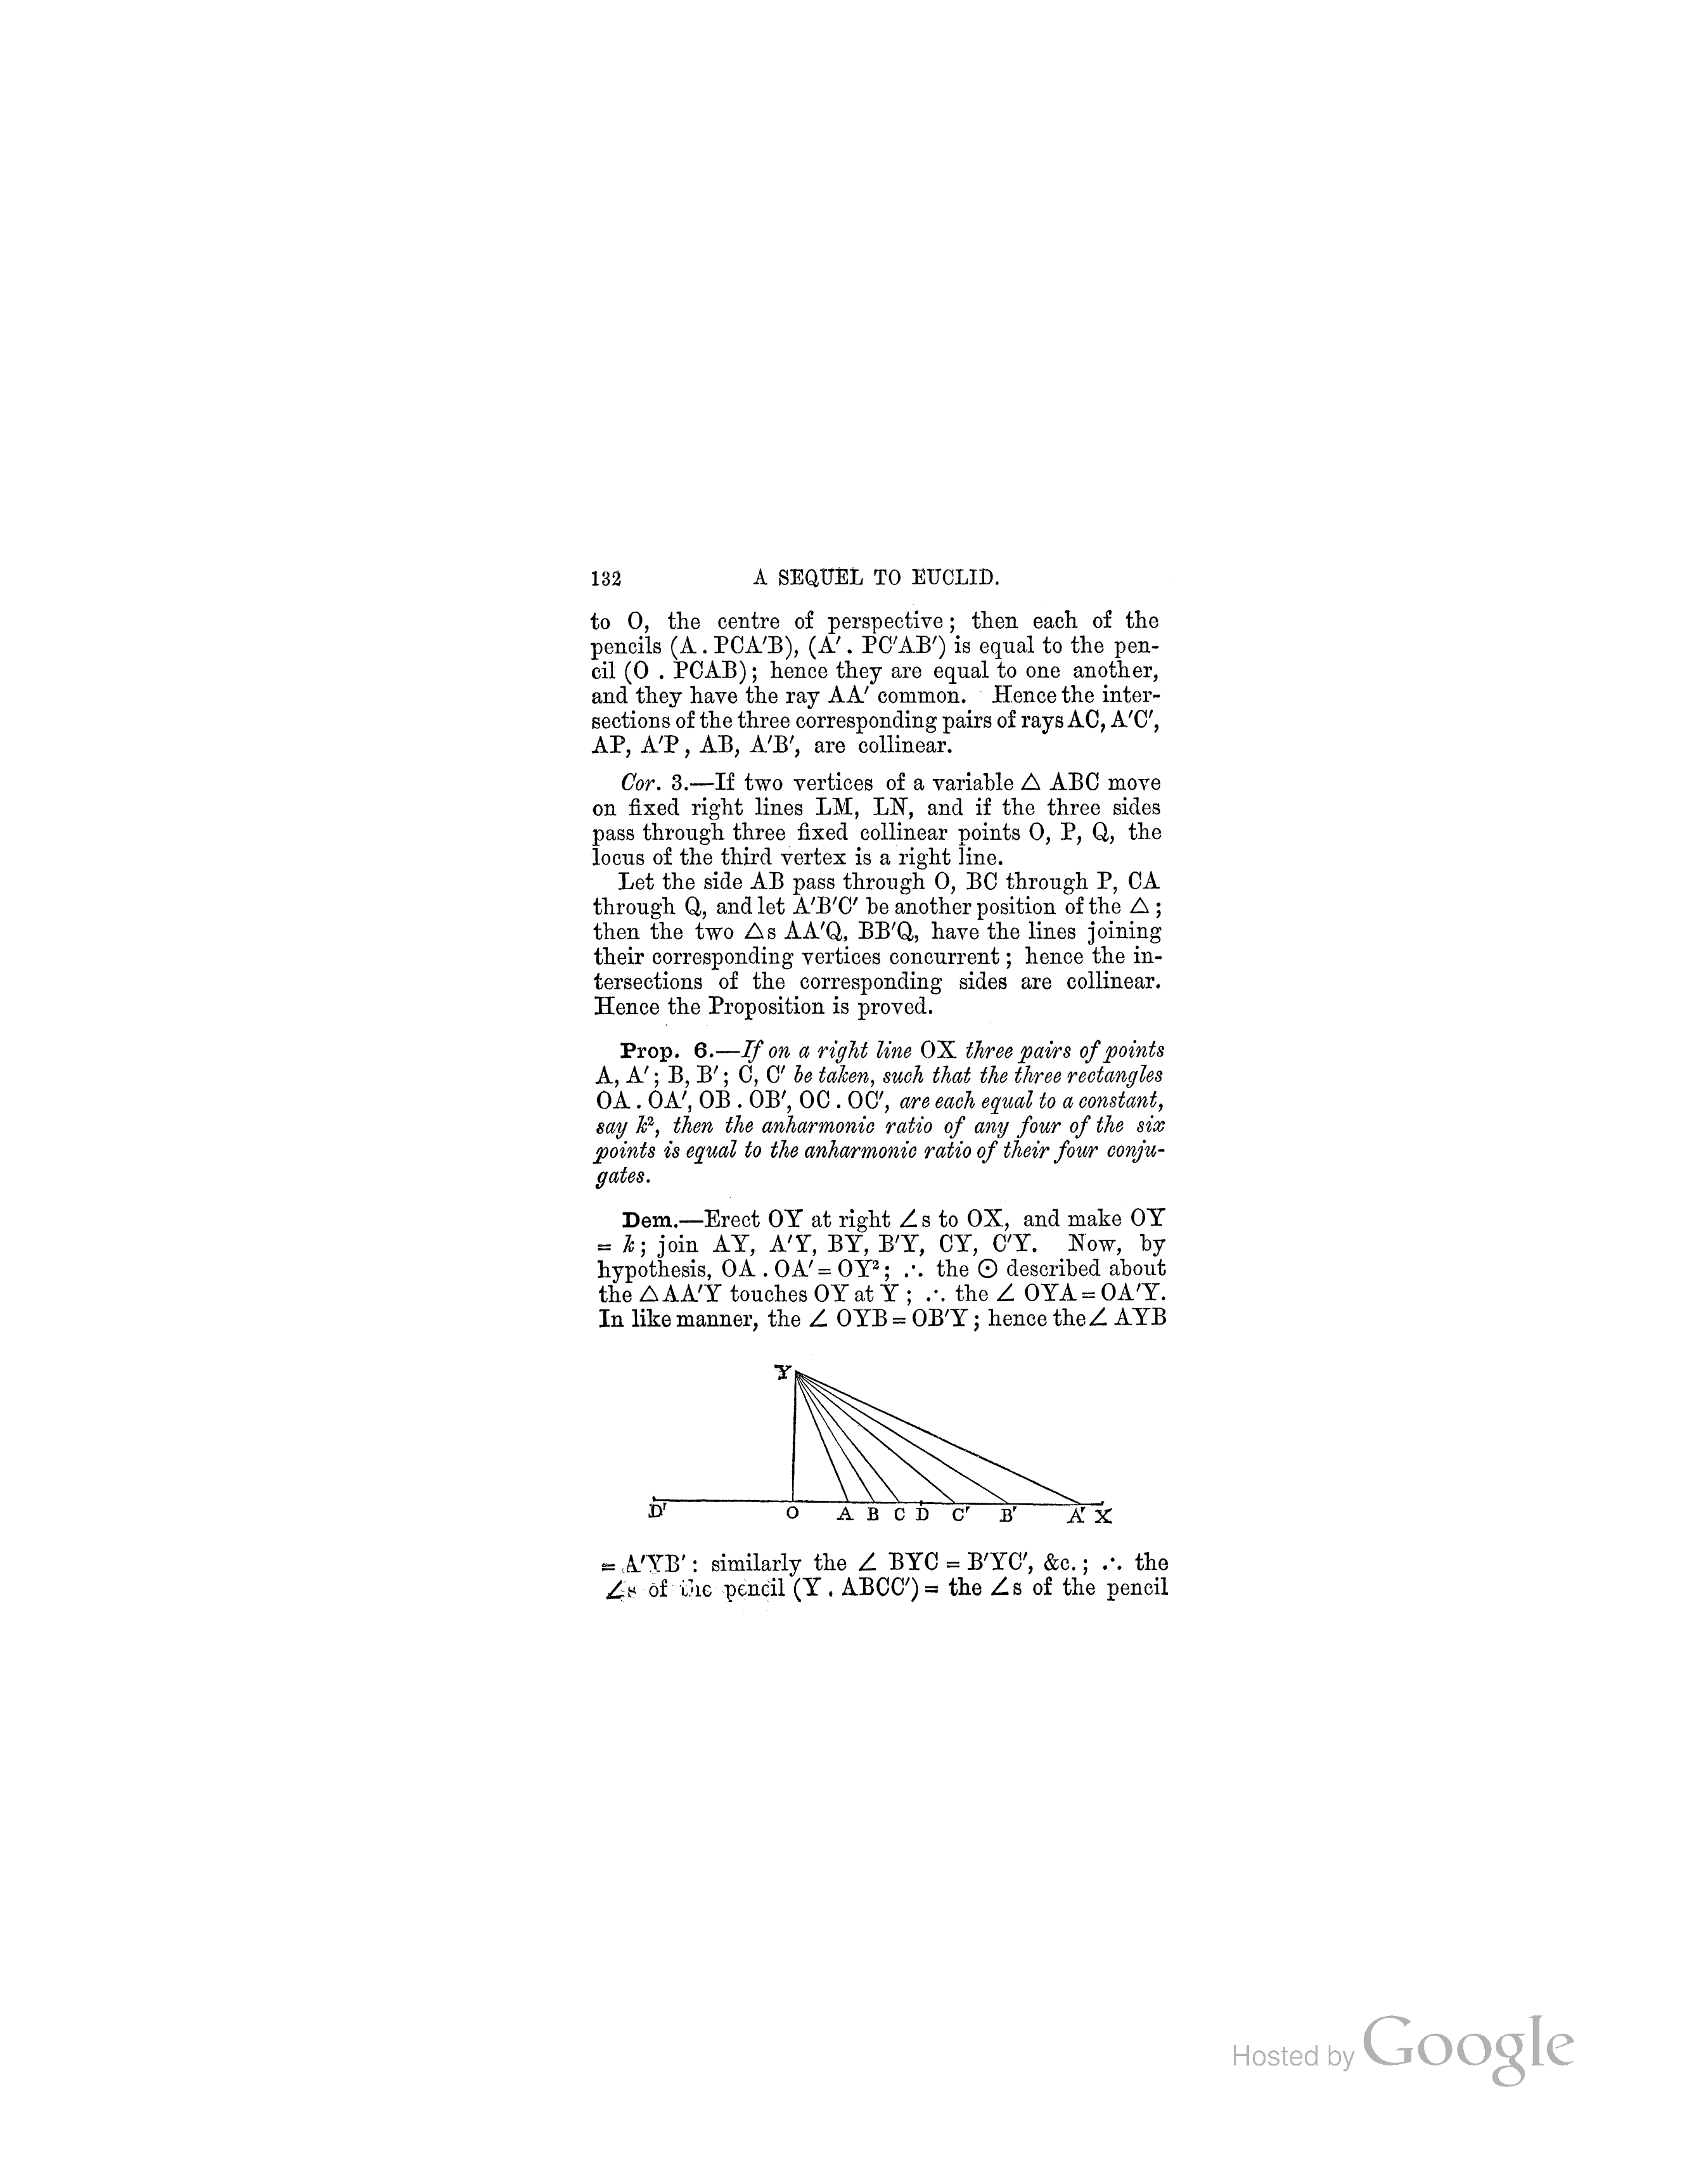 132 A SEQUEL TO EUCLID.
to O, the centre of perspective; then each of the
pencils (A . PCA′B), (A′ . PC′AB′) is equal to the pen-
cil (O . PCAB); hence they are equal to one another,
and they have the ray AA′ common. Hence the inter-
sections of the three corresponding pairs of rays AC, A′C′,
AP, A′P, AB, A′B′, are collinear.
Cor. 3.—If two vertices of a variable △ ABC move
on fixed right lines LM, LN, and if the three sides
pass through three fixed collinear points O, P, Q, the
locus of the third vertex is a right line.
Let the side AB pass through O, BC through P, CA
through Q, and let A′B′C′ be another position of the △;
then the two △s AA′Q, BB′Q, have the lines joining
their corresponding vertices concurrent; hence the in-
tersections of the corresponding sides are collinear.
Hence the Proposition is proved.
Prop. 6.—If on a right line OX three pairs of points
A, A′; B, B′; C, C′ be taken, such that the three rectangles
OA . OA′, OB . OB′, OC . OC′, are each equal to a constant,
say k², then the anharmonic ratio of any four of the six
points is equal to the anharmonic ratio of their four conju-
gates.
Dem.—Erect OY at right ∠s to OX, and make OY
= k; join AY, A′Y, BY, B′Y, CY, C′Y. Now, by
hypothesis, OA . OA′ = OY²; ∴ the ⊙ described about
the △ AA′Y touches OY at Y; ∴ the ∠ OYA = OA′Y.
In like manner, the ∠ OYB = OB′Y; hence the ∠ AYB
Y
D′ O A B C D C′ B′ A′ X
= A′YB′: similarly the ∠ BYC = B′YC′, &c.; ∴ the
∠s of the pencil (Y . ABCC′) = the ∠s of the pencil
Hosted by Google